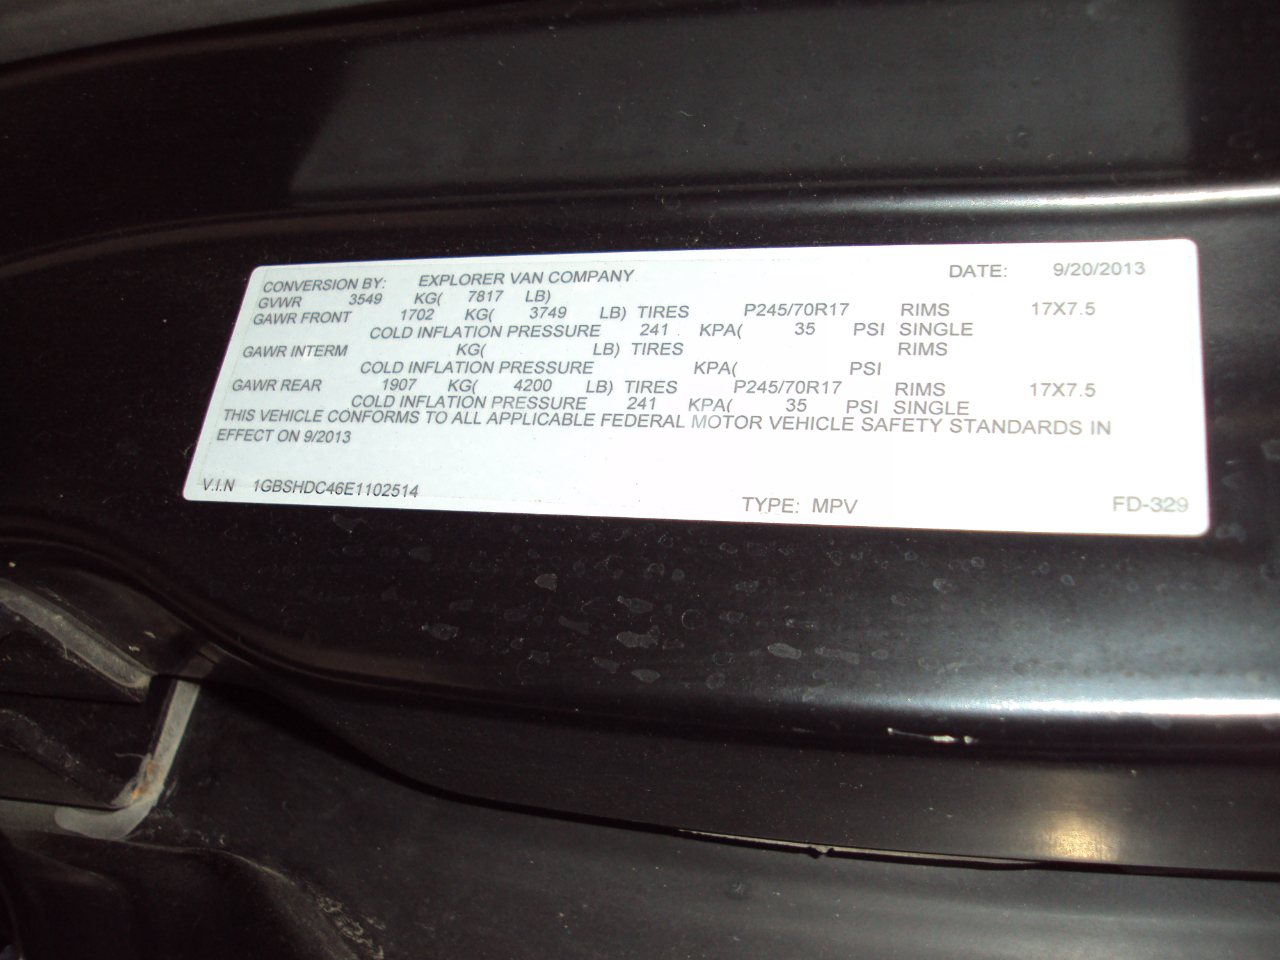 CONVERSION BY: EXPLORER VAN COMPANY DATE: 9/20/2013
GVWR 3549 KG( 7817 LB)
GAWR FRONT 1702 KG( 3749 LB) TIRES P245/70R17 RIMS 17X7.5
COLD INFLATION PRESSURE 241 KPA( 35 PSI SINGLE
GAWR INTERM KG( LB) TIRES RIMS
COLD INFLATION PRESSURE KPA( PSI
GAWR REAR 1907 KG( 4200 LB) TIRES P245/70R17 RIMS 17X7.5
COLD INFLATION PRESSURE 241 KPA( 35 PSI SINGLE
THIS VEHICLE CONFORMS TO ALL APPLICABLE FEDERAL MOTOR VEHICLE SAFETY STANDARDS IN
EFFECT ON 9/2013
V.I.N 1GBSHDC46E1102514 TYPE: MPV FD-329